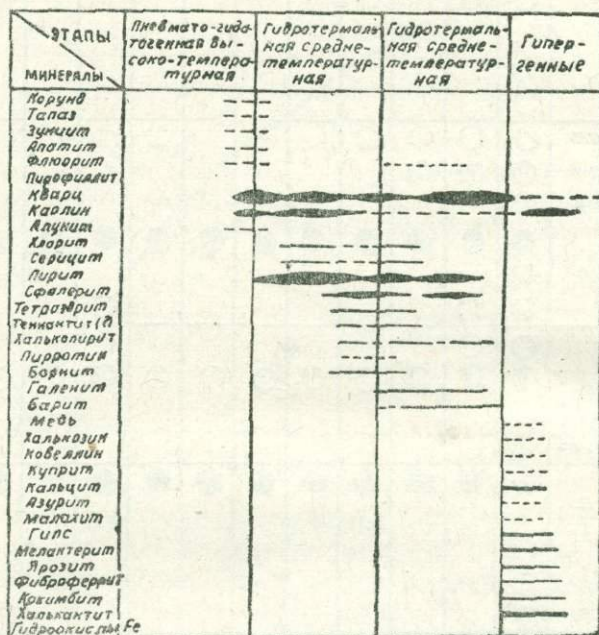 ЭТАПЫ
МИНЕРАЛЫ
Пневмато-гидатогенная высоко-температурная
Гидротермальная средне-температурная
Гидротермальная средне-температурная
Гипергенные
Корунд
Тапаз
Зуниит
Апатит
Флюорит
Пирофиллит
Кварц
Каолин
Алунит
Хлорит
Серицит
Пирит
Сфалерит
Тетраэдрит
Теннантит (?)
Халькопирит
Пирротин
Борнит
Галенит
Барит
Медь
Халькозин
Ковеллин
Куприт
Кальцит
Азурит
Малахит
Гипс
Мелантерит
Ярозит
Фиброферрит
Кокимбит
Халькантит
Гидроокислы Fe